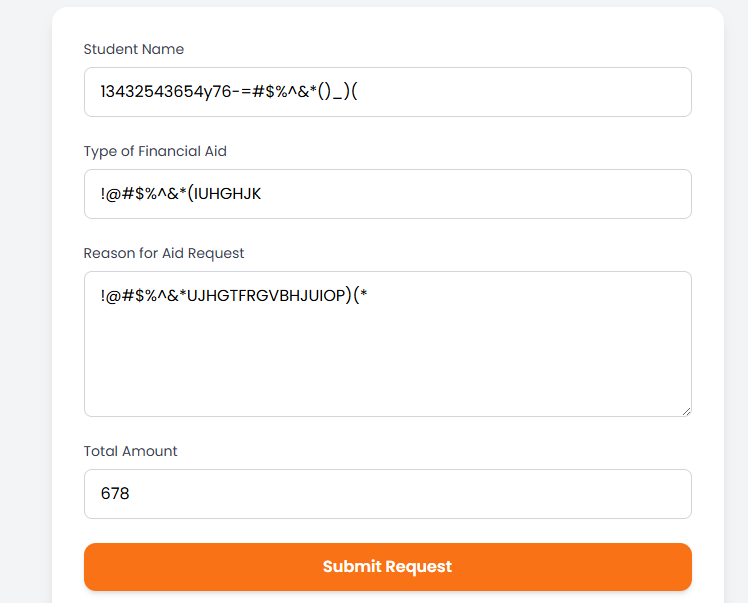 Student Name
13432543654y76-=#$%^&*()_)(
Type of Financial Aid
!@#$%^&*(IUHGHJK
Reason for Aid Request
!@#$%^&*UJHGTFRGVBHJUIOP)(*
Total Amount
678
Submit Request